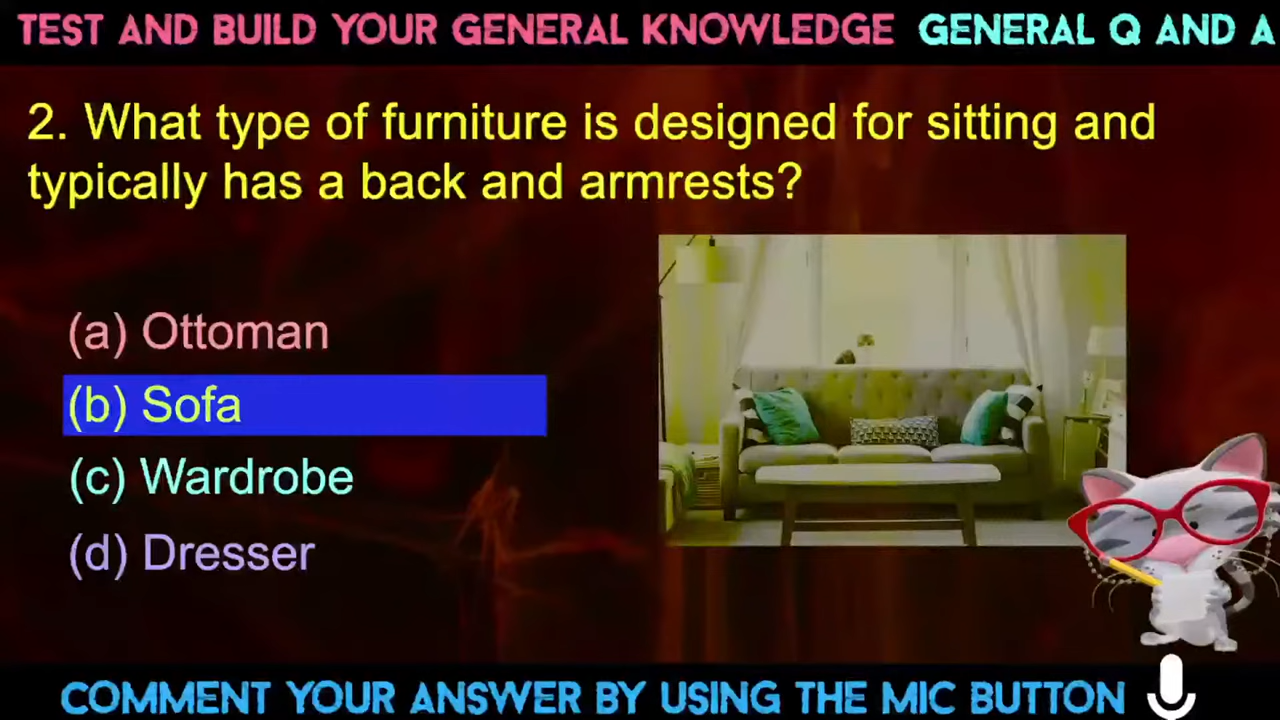 TEST AND BUILD YOUR GENERAL KNOWLEDGE GENERAL Q AND A
2. What type of furniture is designed for sitting and
typically has a back and armrests?
(a) Ottoman
(b) Sofa
(c) Wardrobe
(d) Dresser
COMMENT YOUR ANSWER BY USING THE MIC BUTTON